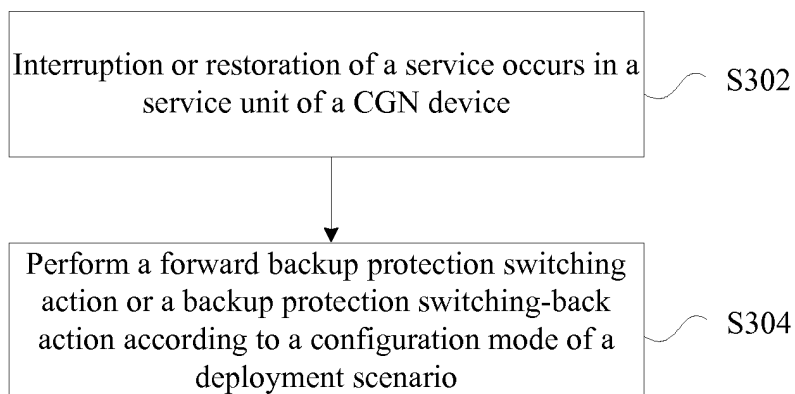 Interruption or restoration of a service occurs in a
service unit of a CGN device
S302
Perform a forward backup protection switching
action or a backup protection switching-back
action according to a configuration mode of a
deployment scenario
S304